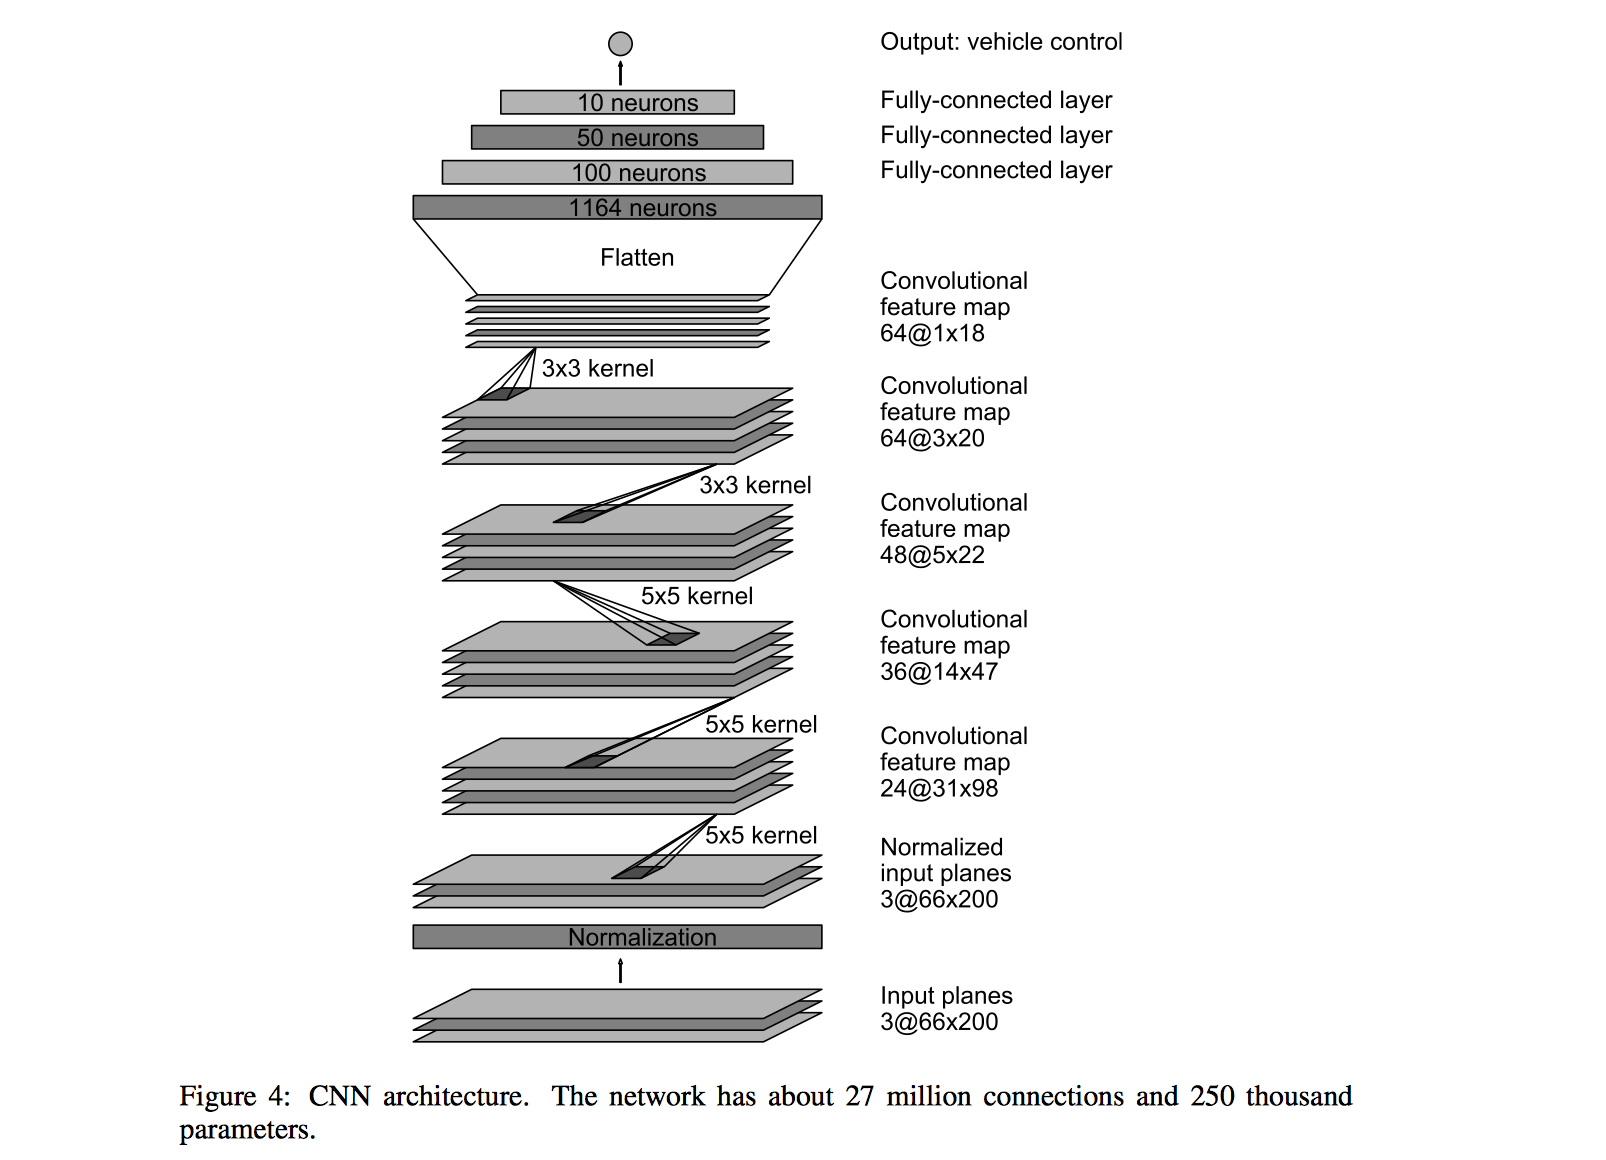 Output: vehicle control
10 neurons
Fully-connected layer
50 neurons
Fully-connected layer
100 neurons
Fully-connected layer
1164 neurons
Flatten
Convolutional
feature map
64@1x18
3x3 kernel
Convolutional
feature map
64@3x20
3x3 kernel
Convolutional
feature map
48@5x22
5x5 kernel
Convolutional
feature map
36@14x47
5x5 kernel
Convolutional
feature map
24@31x98
5x5 kernel
Normalized
input planes
3@66x200
Normalization
Input planes
3@66x200
Figure 4: CNN architecture. The network has about 27 million connections and 250 thousand
parameters.